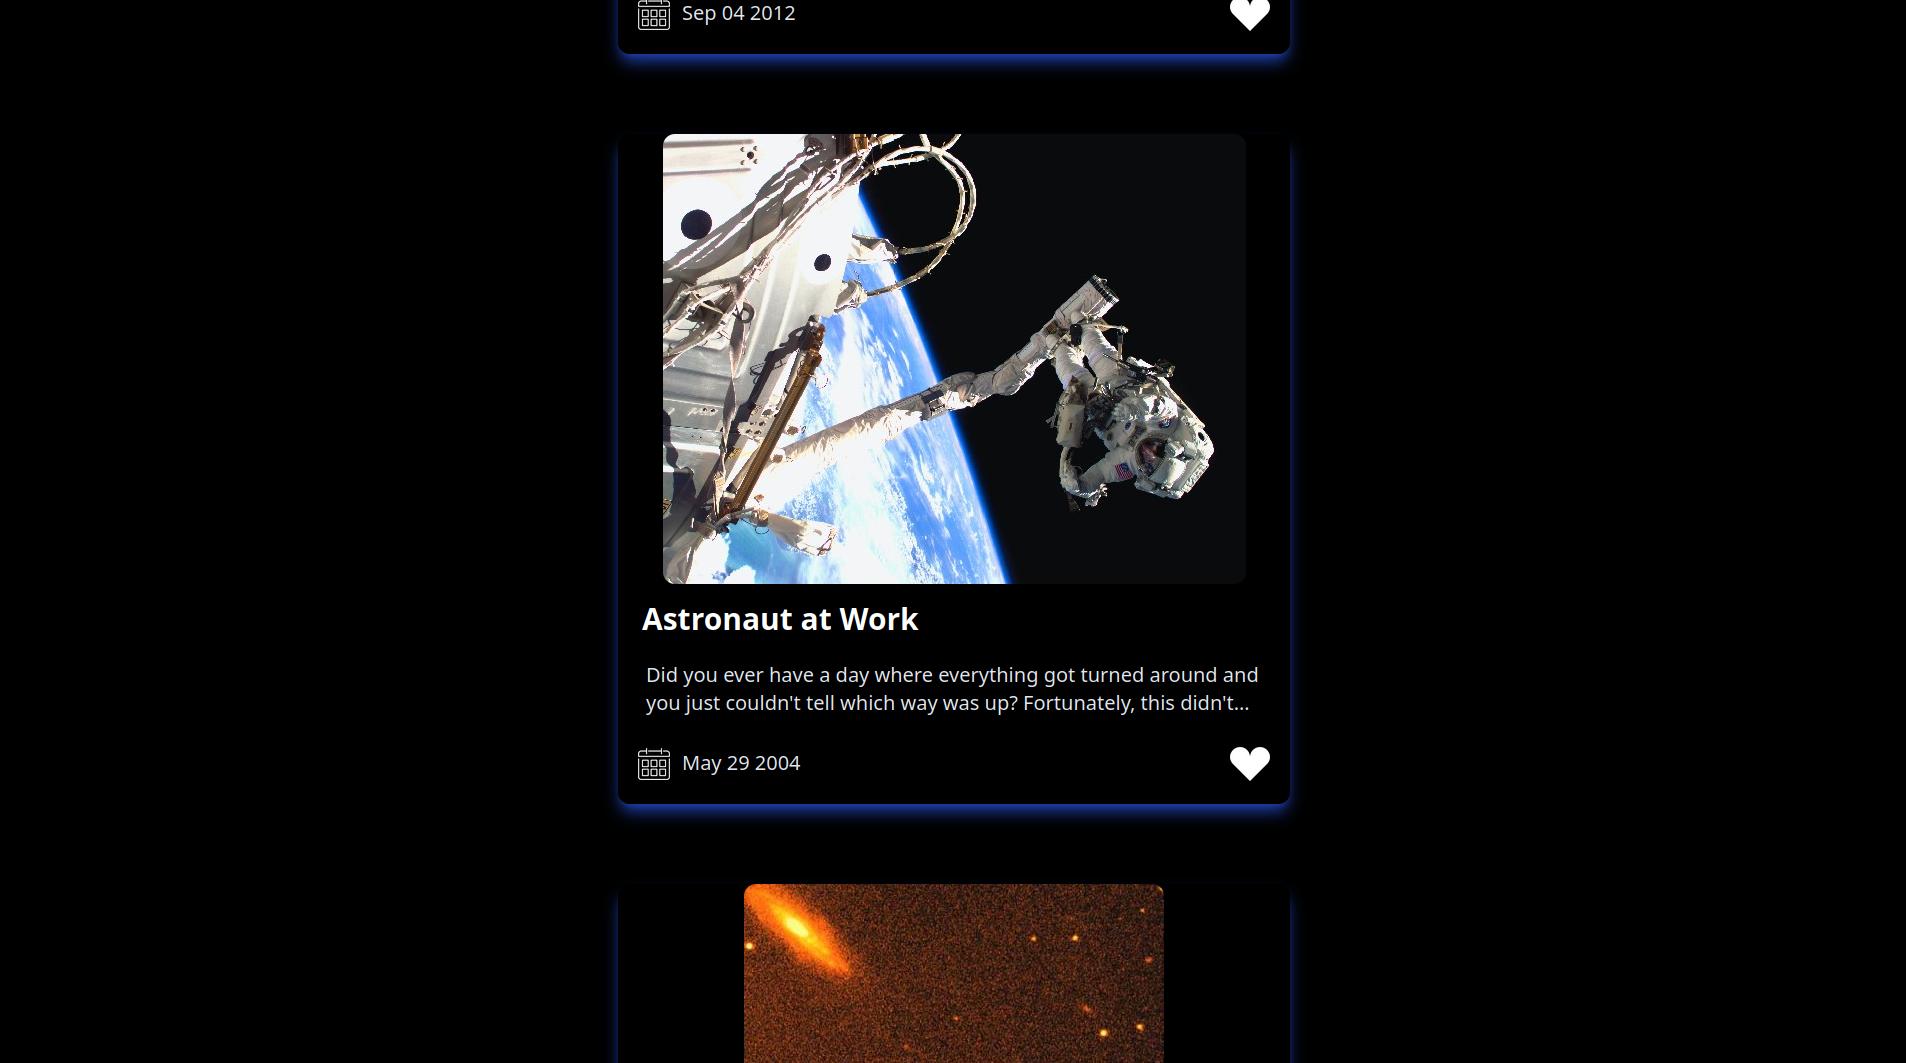 Sep 04 2012
Astronaut at Work
Did you ever have a day where everything got turned around and
you just couldn't tell which way was up? Fortunately, this didn't...
May 29 2004